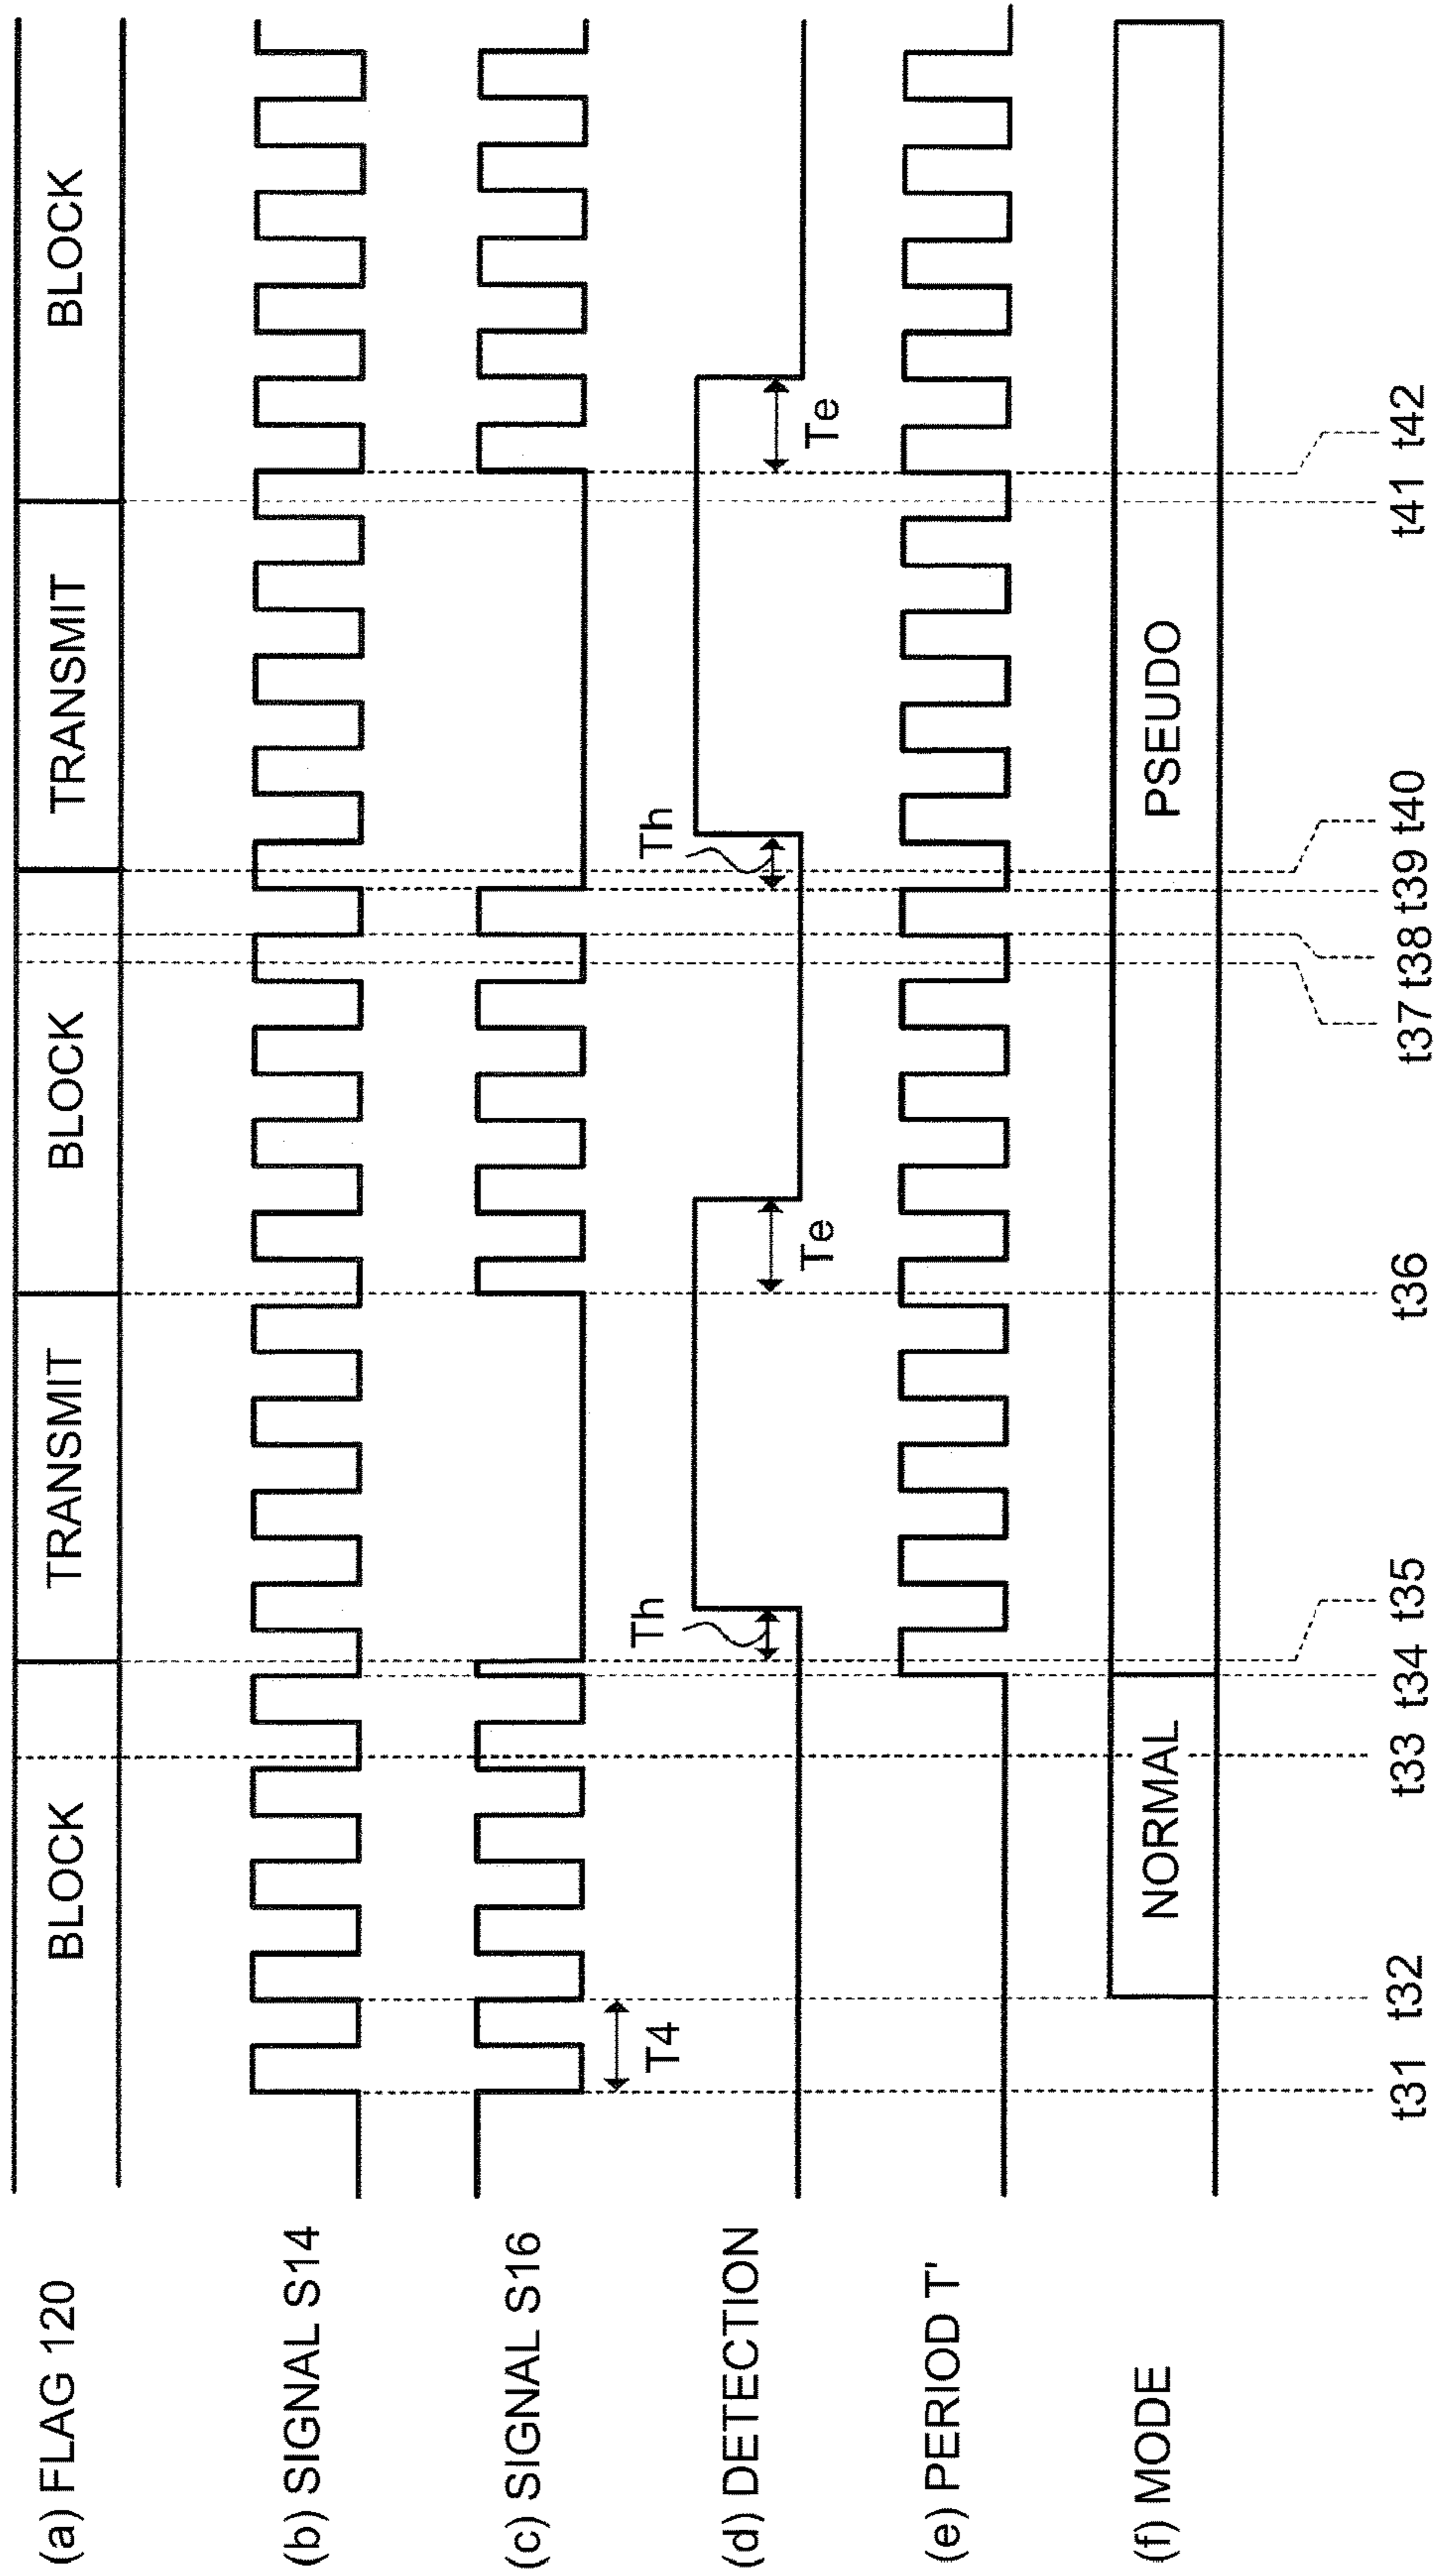 (a) FLAG 120
BLOCK
TRANSMIT
BLOCK
TRANSMIT
BLOCK
(b) SIGNAL S14
(c) SIGNAL S16
T4
(d) DETECTION
Th
Te
Th
Te
(e) PERIOD T'
(f) MODE
NORMAL
PSEUDO
t31 t32 t33 t34 t35 t36 t37 t38 t39 t40 t41 t42